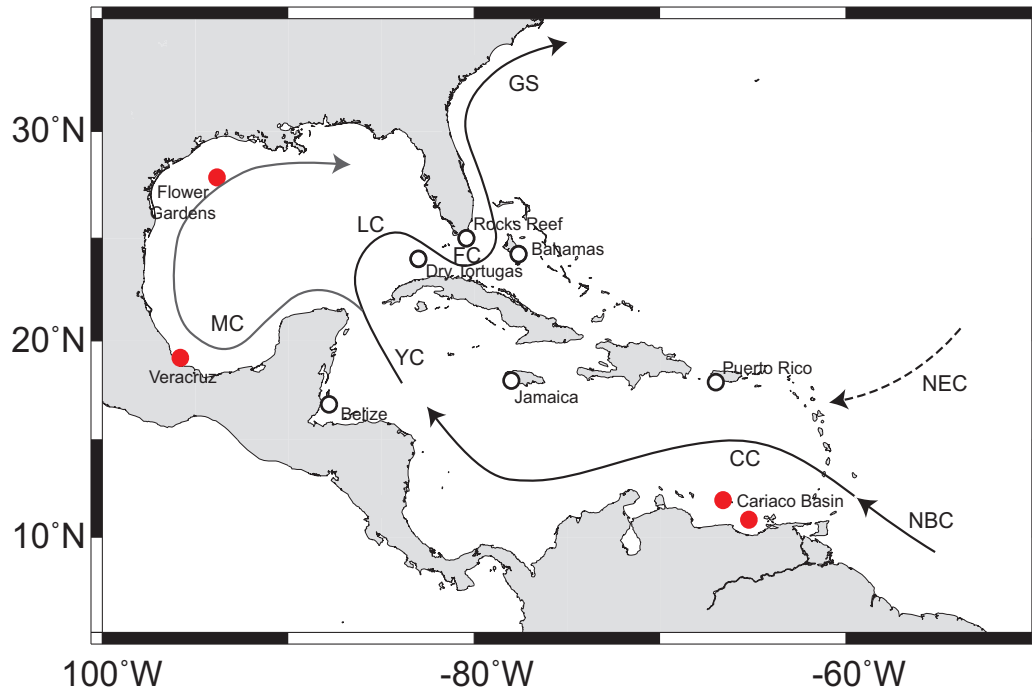 GS
30˚N
Flower
Gardens
LC
Rocks Reef
FC
Bahamas
Dry Tortugas
MC
20˚N
YC
Veracruz
Puerto Rico
NEC
Jamaica
Belize
CC
Cariaco Basin
NBC
10˚N
100˚W
-80˚W
-60˚W